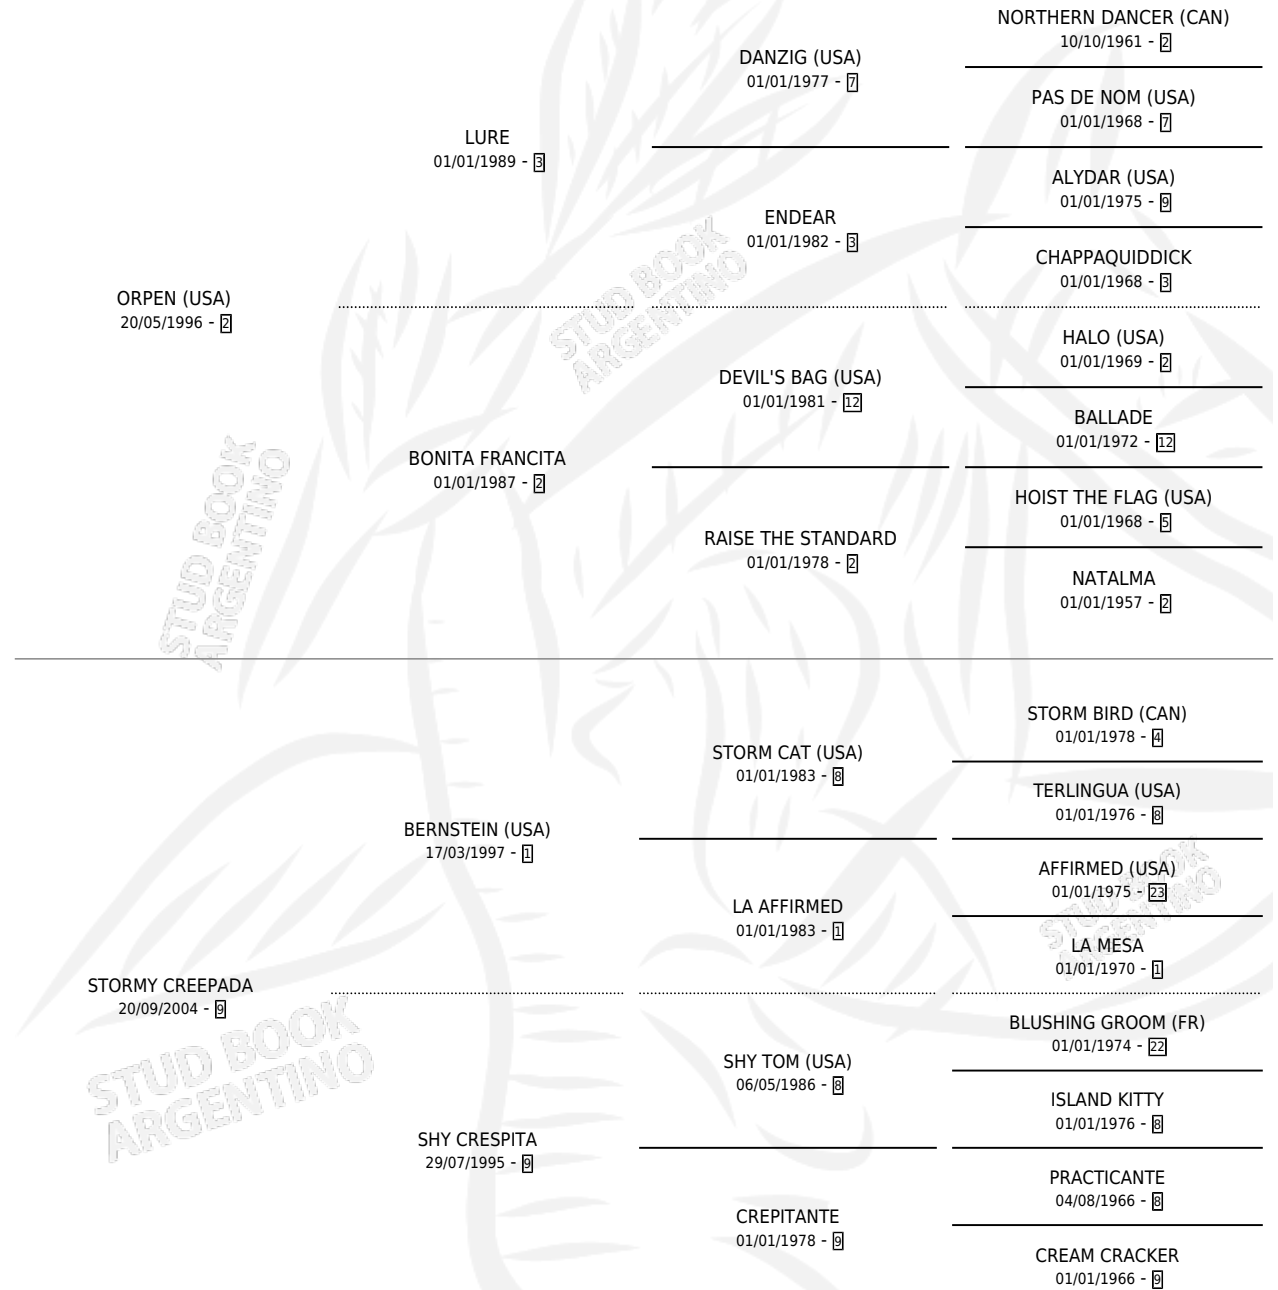 NORTHERN DANCER (CAN)
10/10/1961 - 2
DANZIG (USA)
01/01/1977 - 7
PAS DE NOM (USA)
01/01/1968 - 7
LURE
01/01/1989 - 3
ALYDAR (USA)
01/01/1975 - 9
ENDEAR
01/01/1982 - 3
CHAPPAQUIDDICK
01/01/1968 - 3
ORPEN (USA)
20/05/1996 - 2
HALO (USA)
01/01/1969 - 2
DEVIL'S BAG (USA)
01/01/1981 - 12
BALLADE
01/01/1972 - 12
BONITA FRANCITA
01/01/1987 - 2
HOIST THE FLAG (USA)
01/01/1968 - 5
RAISE THE STANDARD
01/01/1978 - 2
NATALMA
01/01/1957 - 2
STORM BIRD (CAN)
01/01/1978 - 4
STORM CAT (USA)
01/01/1983 - 8
TERLINGUA (USA)
01/01/1976 - 8
BERNSTEIN (USA)
17/03/1997 - 1
AFFIRMED (USA)
01/01/1975 - 23
LA AFFIRMED
01/01/1983 - 1
LA MESA
01/01/1970 - 1
STORMY CREEPADA
20/09/2004 - 9
BLUSHING GROOM (FR)
01/01/1974 - 22
SHY TOM (USA)
06/05/1986 - 8
ISLAND KITTY
01/01/1976 - 8
SHY CRESPITA
29/07/1995 - 9
PRACTICANTE
04/08/1966 - 8
CREPITANTE
01/01/1978 - 9
CREAM CRACKER
01/01/1966 - 9
STUD BOOK
ARGENTINO
STUD BOOK
ARGENTINO
STUD BOOK
ARGENTINO
STUD BOOK
ARGENTINO